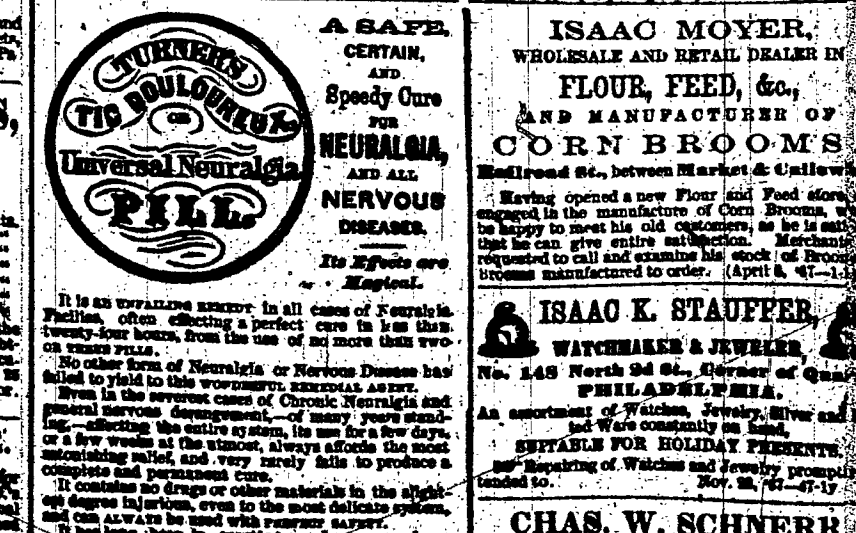 TURNER'S
TIC DOULOUREUX
OR
Universal Neuralgia
PILL.
A SAFE,
CERTAIN,
AND
Speedy Cure
FOR
NEURALGIA,
AND ALL
NERVOUS
DISEASES.
Its Effects are
Magical.
It is an UNFAILING REMEDY in all cases of Neuralgia
Facilias, often effecting a perfect cure in less than
twenty-four hours, from the use of no more than two
OR THREE PILLS.
No other form of Neuralgia or Nervous Disease has
failed to yield to this WONDERFUL REMEDIAL AGENT.
Even in the severest cases of Chronic Neuralgia and
general nervous derangement,—of many years stand-
ing,—affecting the entire system, its use for a few days,
or a few weeks at the utmost, always affords the most
astonishing relief, and very rarely fails to produce a
complete and permanent cure.
It contains no drugs or other materials in the slight-
est degree injurious, even to the most delicate system,
and can ALWAYS be used with PERFECT SAFETY.
ISAAC MOYER,
WHOLESALE AND RETAIL DEALER IN
FLOUR, FEED, &c.,
AND MANUFACTURER OF
CORN BROOMS
Railroad St., between Market &
Having opened a new Flour and Feed store,
engaged in the manufacture of Corn Brooms,
be happy to meet his old customers, as he is
that he can give entire satisfaction. Merchants
requested to call and examine his stock of Broom
Brooms manufactured to order. (April 5, '67—1
ISAAC K. STAUFFER,
WATCHMAKER & JEWELER,
No. 148 North 2d St., Corner of
PHILADELPHIA.
An assortment of Watches, Jewelry, Silver and
ted Ware constantly on hand,
SUITABLE FOR HOLIDAY PRESENTS.
Repairing of Watches and Jewelry promptly
tended to. Nov. '67—47-1y
CHAS. W. SCHNERR